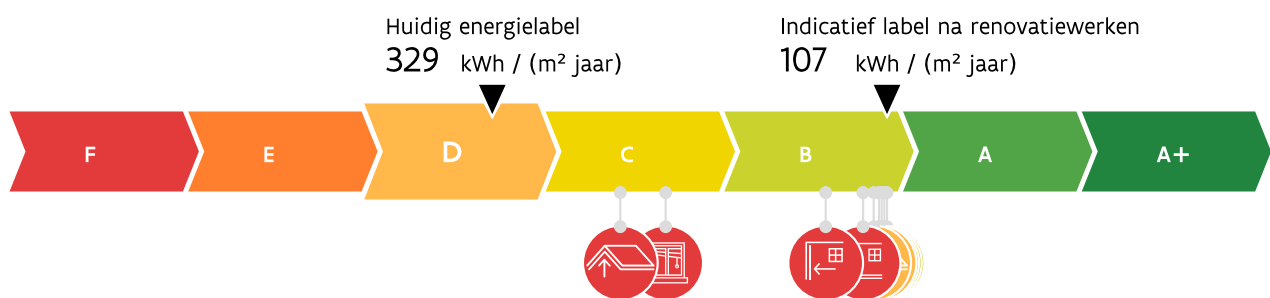 Huidig energielabel
329 kWh / (m² jaar)
Indicatief label na renovatiewerken
107 kWh / (m² jaar)
F E D C B A A+